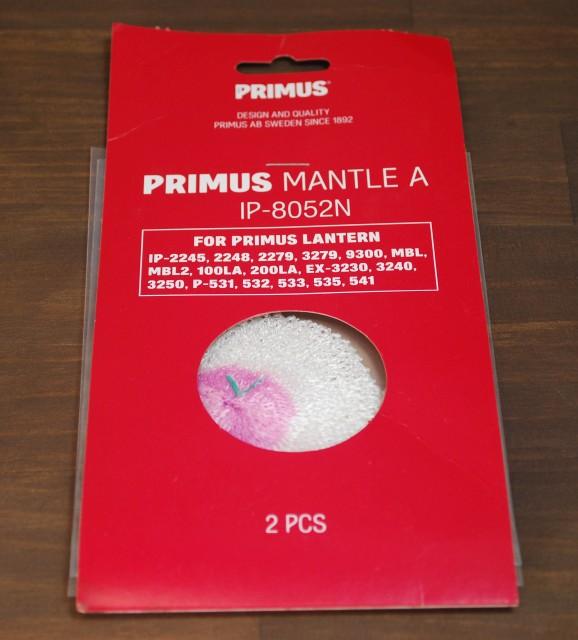 PRIMUS
DESIGN AND QUALITY
PRIMUS AB SWEDEN SINCE 1892
PRIMUS MANTLE A
IP-8052N
FOR PRIMUS LANTERN
IP-2245, 2248, 2279, 3279, 9300, MBL,
MBL2, 100LA, 200LA, EX-3230, 3240,
3250, P-531, 532, 533, 535, 541
2 PCS